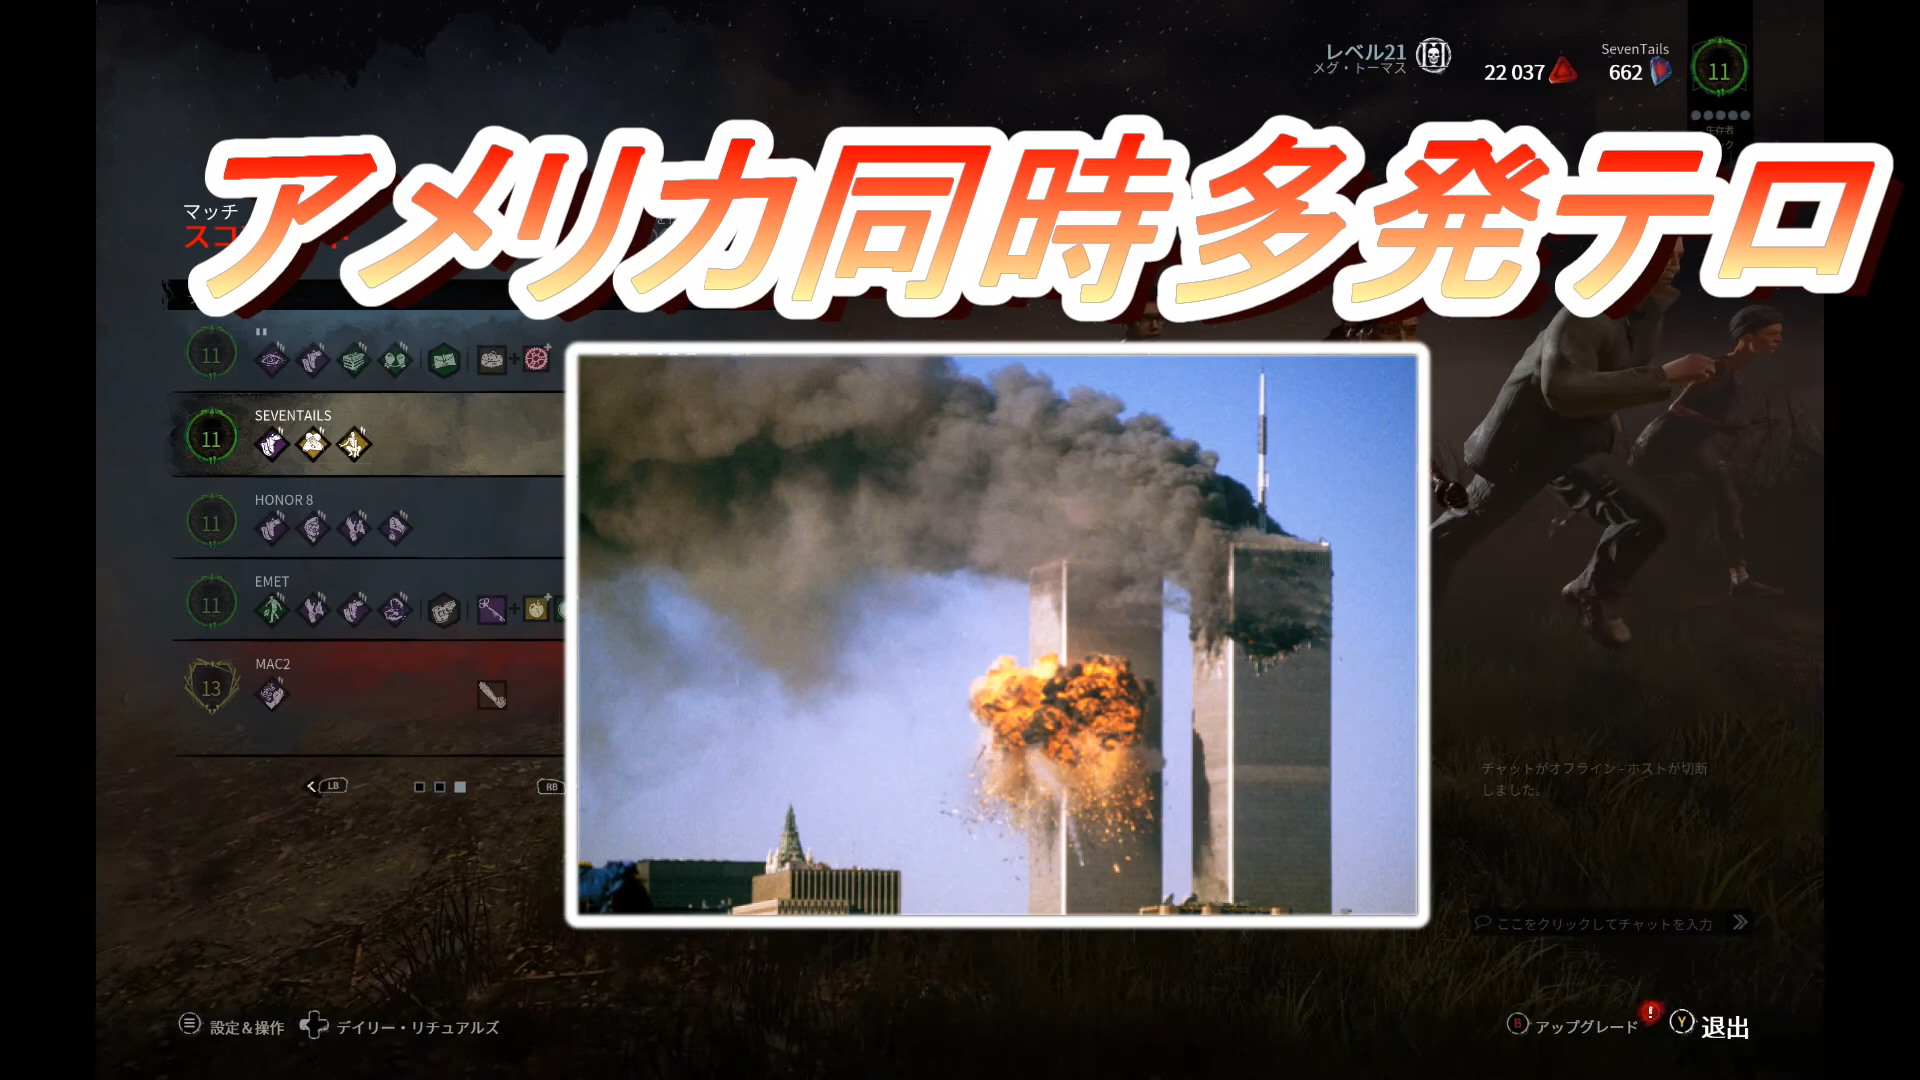 レベル21
メグ・トーマス
22 037
SevenTails
662
11
生存者
アメリカ同時多発テロ
マッチ
11
"
11
SEVENTAILS
11
HONOR 8
11
EMET
13
MAC2
LB
RB
チャットがオフライン - ホストが切断
しました。
ここをクリックしてチャットを入力
設定＆操作
デイリー・リチュアルズ
B アップグレード
Y 退出